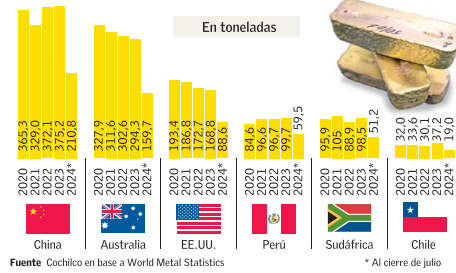 En toneladas
365,3 329,0 372,1 375,2 210,8
327,9 311,6 302,6 294,3 159,7
193,4 186,8 172,7 168,8 88,6
84,6 96,6 96,7 99,7 59,5
95,9 105 88,9 98,5 51,2
32,0 33,6 30,1 37,2 19,0
2020 2021 2022 2023 2024*
2020 2021 2022 2023 2024*
2020 2021 2022 2023 2024*
2020 2021 2022 2023 2024*
2020 2021 2022 2023 2024*
2020 2021 2022 2023 2024*
China Australia EE.UU. Perú Sudáfrica Chile
Fuente Cochilco en base a World Metal Statistics * Al cierre de julio